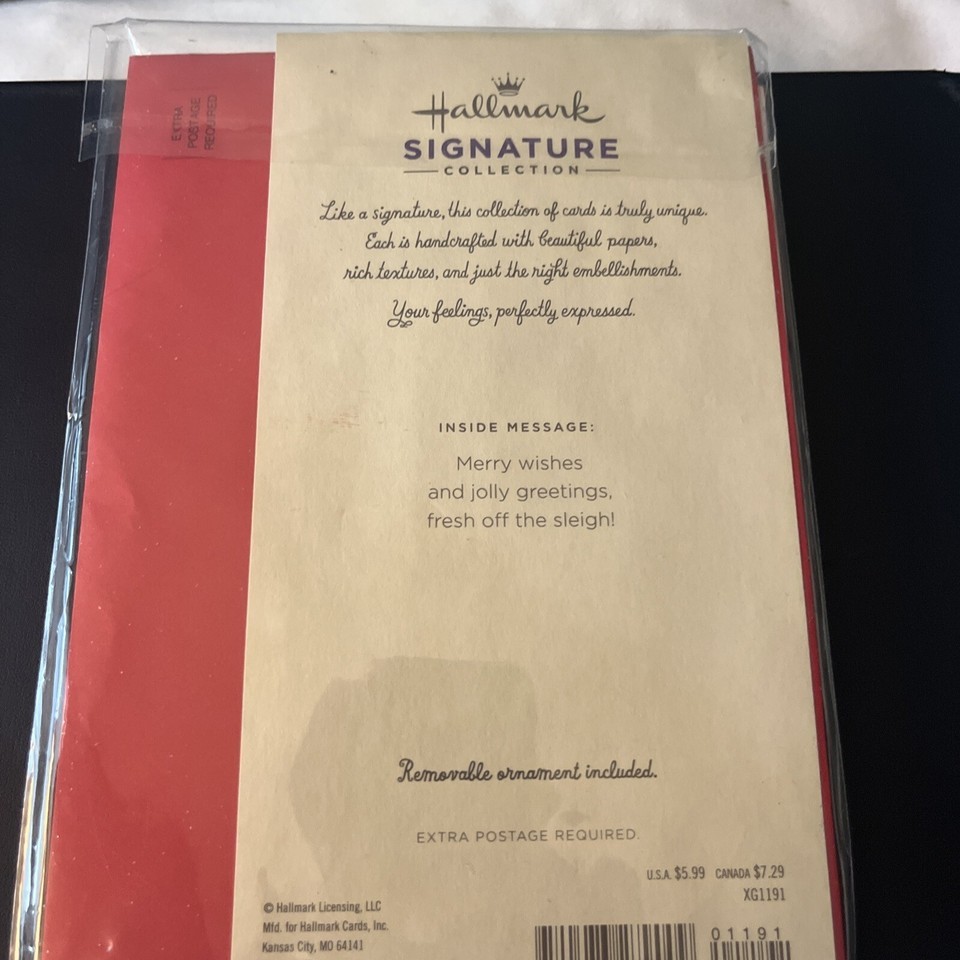 EXTRA
POSTAGE
REQUIRED
Hallmark
SIGNATURE
COLLECTION
Like a signature, this collection of cards is truly unique.
Each is handcrafted with beautiful papers,
rich textures, and just the right embellishments.
Your feelings, perfectly expressed.
INSIDE MESSAGE:
Merry wishes
and jolly greetings,
fresh off the sleigh!
Removable ornament included.
EXTRA POSTAGE REQUIRED.
U.S.A. $5.99 CANADA $7.29
XG1191
© Hallmark Licensing, LLC
Mfd. for Hallmark Cards, Inc.
Kansas City, MO 64141
01191